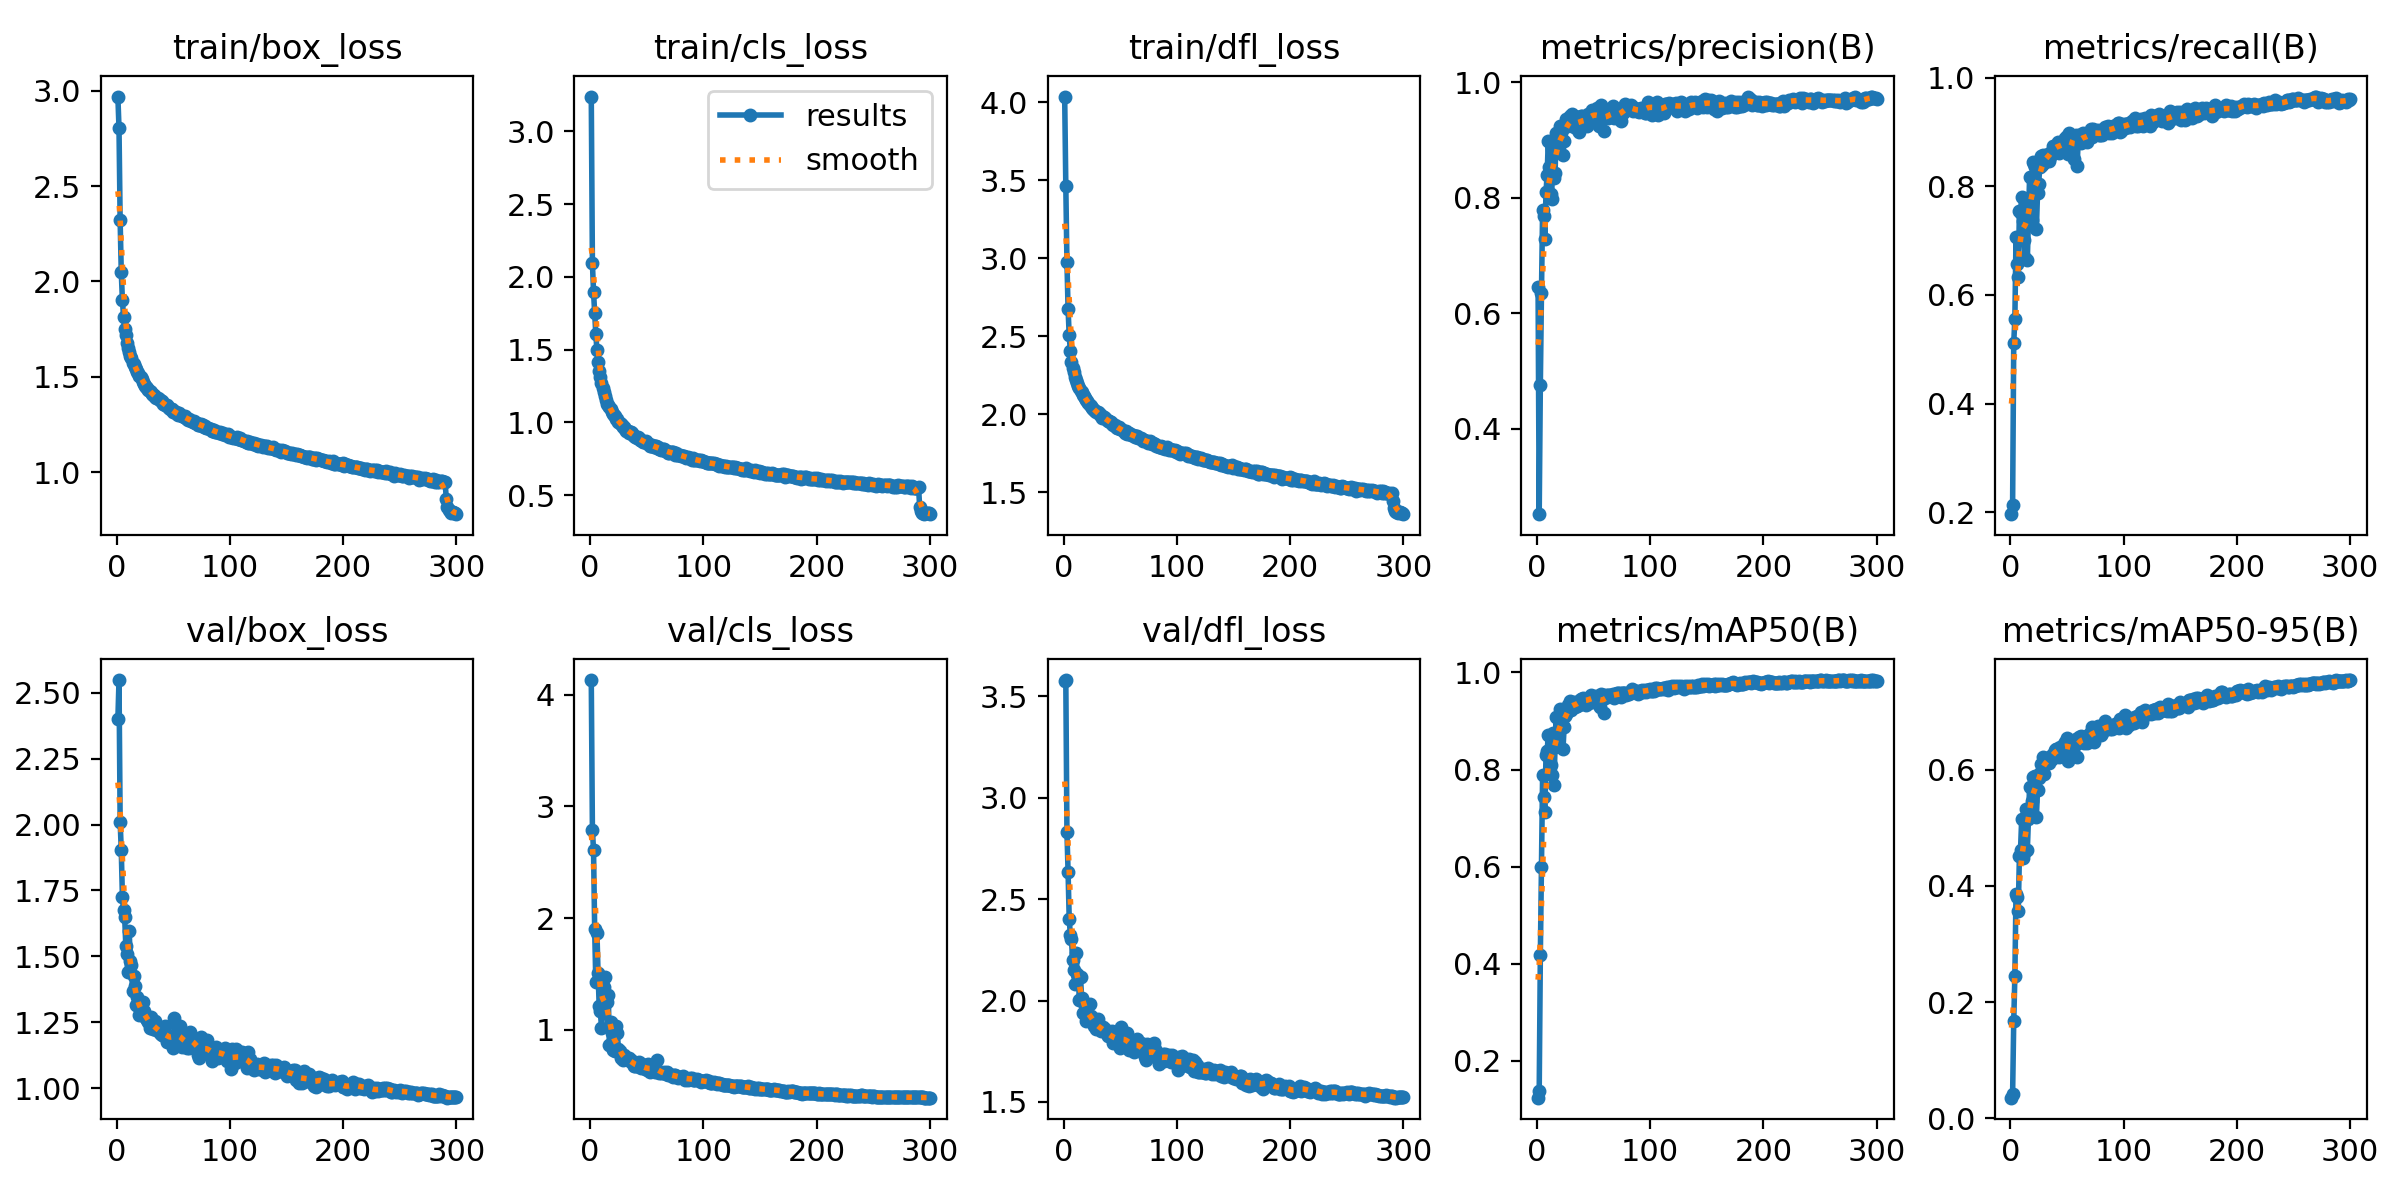 train/box_loss
3.0
2.5
2.0
1.5
1.0
0 100 200 300
train/cls_loss
results
smooth
3.0
2.5
2.0
1.5
1.0
0.5
0 100 200 300
train/dfl_loss
4.0
3.5
3.0
2.5
2.0
1.5
0 100 200 300
metrics/precision(B)
1.0
0.8
0.6
0.4
0 100 200 300
metrics/recall(B)
1.0
0.8
0.6
0.4
0.2
0 100 200 300
val/box_loss
2.50
2.25
2.00
1.75
1.50
1.25
1.00
0 100 200 300
val/cls_loss
4
3
2
1
0 100 200 300
val/dfl_loss
3.5
3.0
2.5
2.0
1.5
0 100 200 300
metrics/mAP50(B)
1.0
0.8
0.6
0.4
0.2
0 100 200 300
metrics/mAP50-95(B)
0.6
0.4
0.2
0.0
0 100 200 300